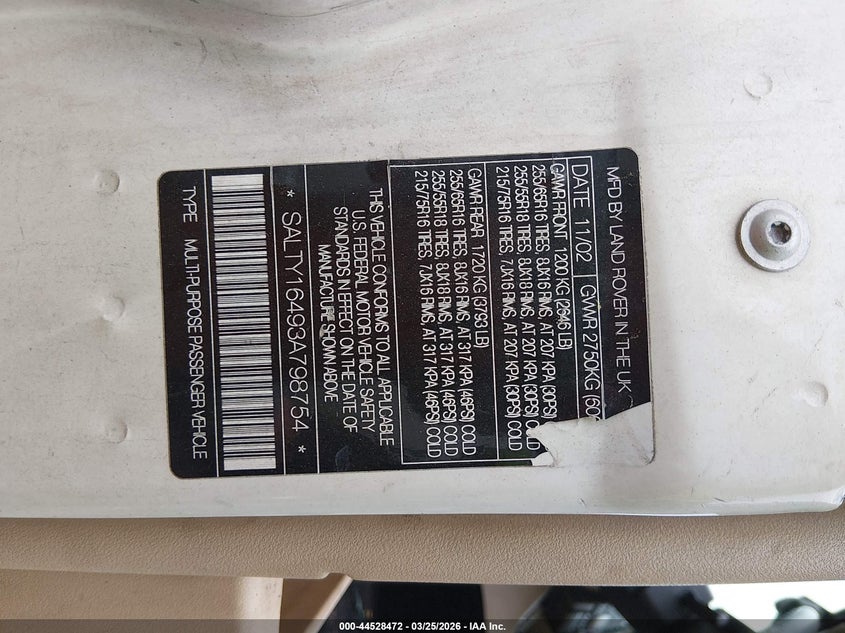 MFD BY LAND ROVER IN THE UK
DATE 11/02 GVWR 2750KG (60
GAWR FRONT 1200 KG (2646 LB)
255/65R16 TIRES, 8JX16 RIMS, AT 207 KPA (30PSI)
255/55R18 TIRES, 8JX18 RIMS, AT 207 KPA (30PSI) COLD
215/75R16 TIRES, 7JX16 RIMS, AT 207 KPA (30PSI) COLD
GAWR REAR 1720 KG (3793 LB)
255/65R16 TIRES, 8JX16 RIMS, AT 317 KPA (46PSI) COLD
255/55R18 TIRES, 8JX18 RIMS, AT 317 KPA (46PSI) COLD
215/75R16 TIRES, 7JX16 RIMS, AT 317 KPA (46PSI) COLD
THIS VEHICLE CONFORMS TO ALL APPLICABLE
U.S. FEDERAL MOTOR VEHICLE SAFETY
STANDARDS IN EFFECT ON THE DATE OF
MANUFACTURE SHOWN ABOVE
* SALTY16493A798754 *
TYPE MULTI-PURPOSE PASSENGER VEHICLE
000-44528472 — 03/25/2026 — IAA Inc.